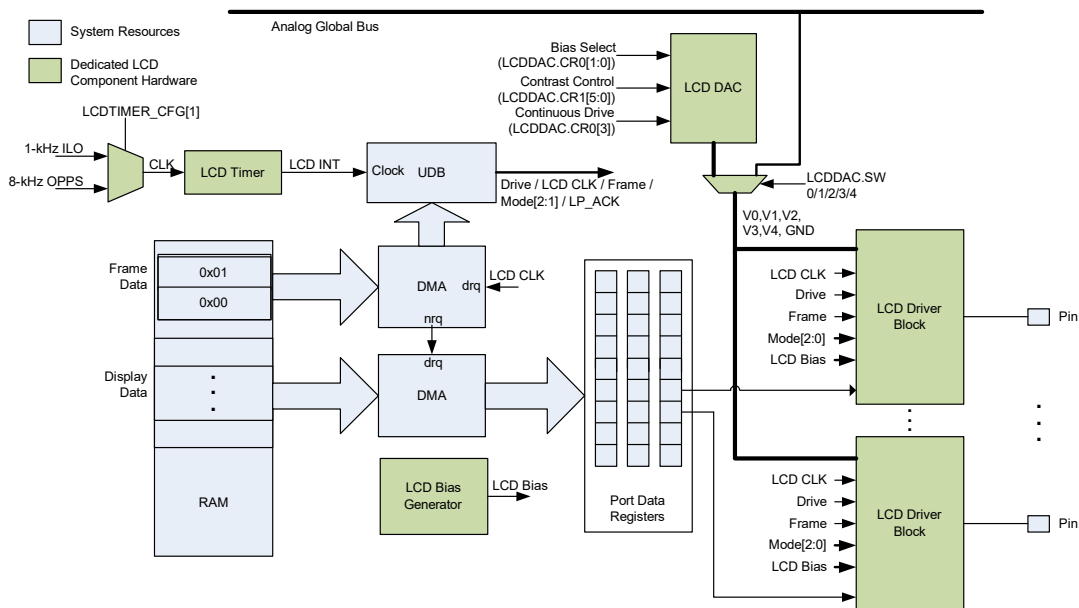 Analog Global Bus
System Resources
Dedicated LCD
Component Hardware
Bias Select
(LCDDAC.CR0[1:0])
Contrast Control
(LCDDAC.CR1[5:0])
Continuous Drive
(LCDDAC.CR0[3])
LCD DAC
LCDTIMER_CFG[1]
1-kHz ILO
8-kHz OPPS
CLK
LCD Timer
LCD INT
Clock
UDB
Drive / LCD CLK / Frame /
Mode[2:1] / LP_ACK
LCDDAC.SW
0/1/2/3/4
V0,V1,V2,
V3,V4, GND
Frame
Data
0x01
0x00
DMA
drq
LCD CLK
nrq
Display
Data
drq
DMA
RAM
LCD Bias
Generator
LCD Bias
Port Data
Registers
LCD CLK
Drive
Frame
Mode[2:0]
LCD Bias
LCD Driver
Block
Pin
LCD CLK
Drive
Frame
Mode[2:0]
LCD Bias
LCD Driver
Block
Pin